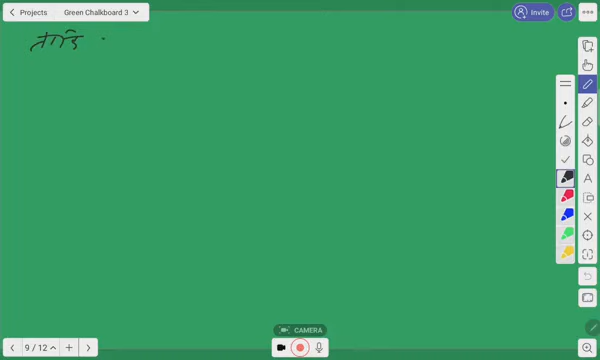 Projects
Green Chalkboard 3
Invite
A
9 / 12
CAMERA